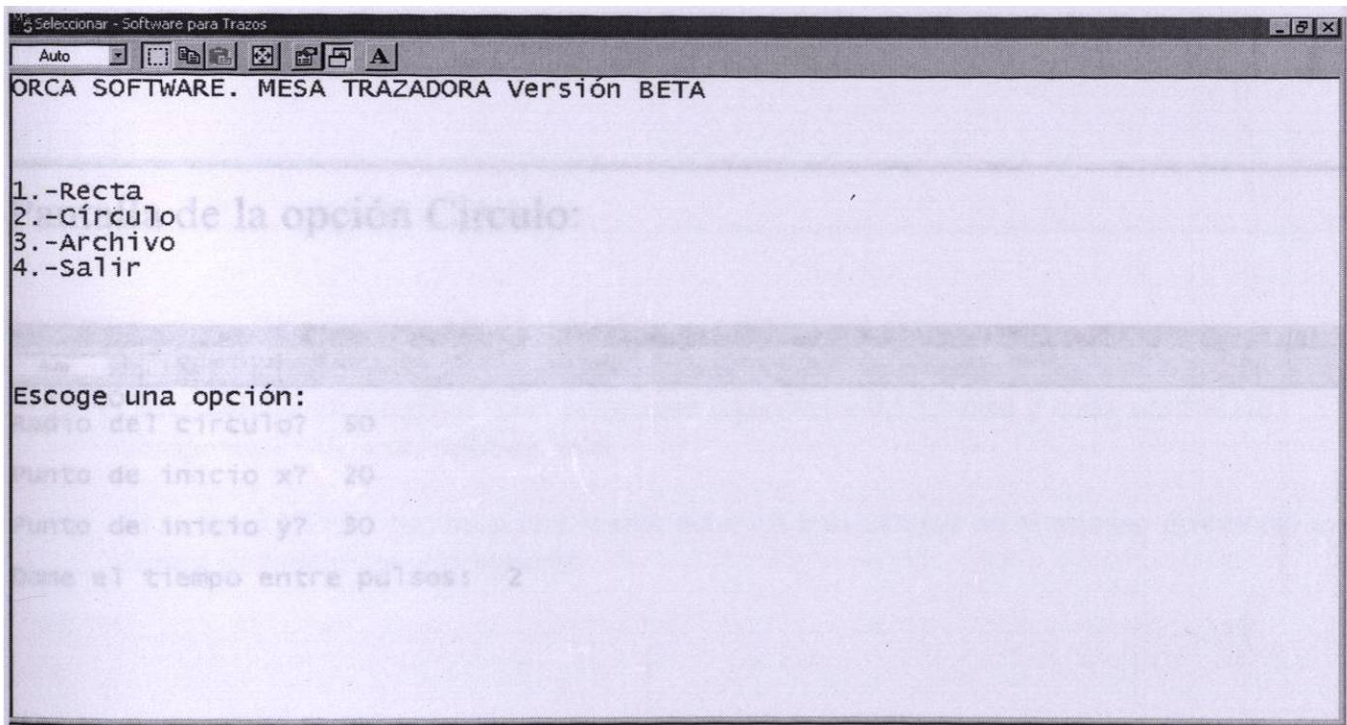 Seleccionar - Software para Trazos
Auto
A
ORCA SOFTWARE. MESA TRAZADORA Versión BETA
1.-Recta
2.-Círculo
3.-Archivo
4.-Salir
Pantalla de la opción Círculo:
Escoge una opción:
Radio del círculo? 50
Punto de inicio x? 20
Punto de inicio y? 30
Dame el tiempo entre pulsos: 2